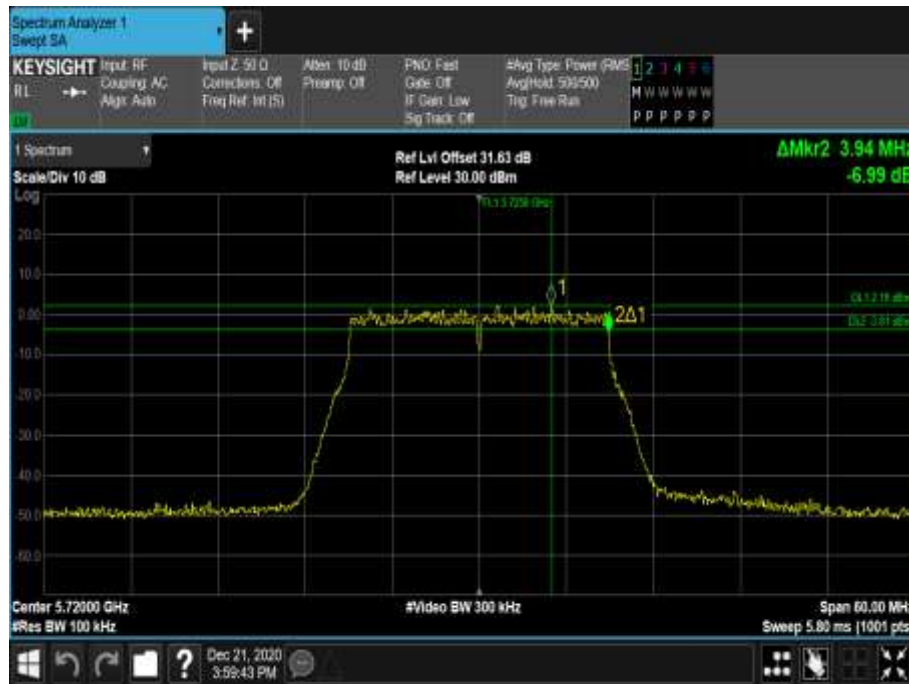 Spectrum Analyzer 1
Swept SA
+
KEYSIGHT
RL
Input: RF
Coupling: AC
Align: Auto
Input Z: 50 Ω
Corrections: Off
Freq Ref: Int (S)
Atten: 10 dB
Preamp: Off
PNO: Fast
Gate: Off
IF Gain: Low
Sig Track: Off
#Avg Type: Power (RMS
Avg|Hold: 500/500
Trig: Free Run
1 2 3 4 5 6
M W W W W W
P P P P P P
1 Spectrum
Scale/Div 10 dB
Ref Lvl Offset 31.63 dB
Ref Level 30.00 dBm
ΔMkr2 3.94 MHz
-6.99 dB
Log
20.0
10.0
0.00
-10.0
-20.0
-30.0
-40.0
-50.0
-60.0
1
2Δ1
Center 5.72000 GHz
#Res BW 100 kHz
#Video BW 300 kHz
Span 60.00 MHz
Sweep 5.80 ms (1001 pts
?
Dec 21, 2020
3:59:43 PM